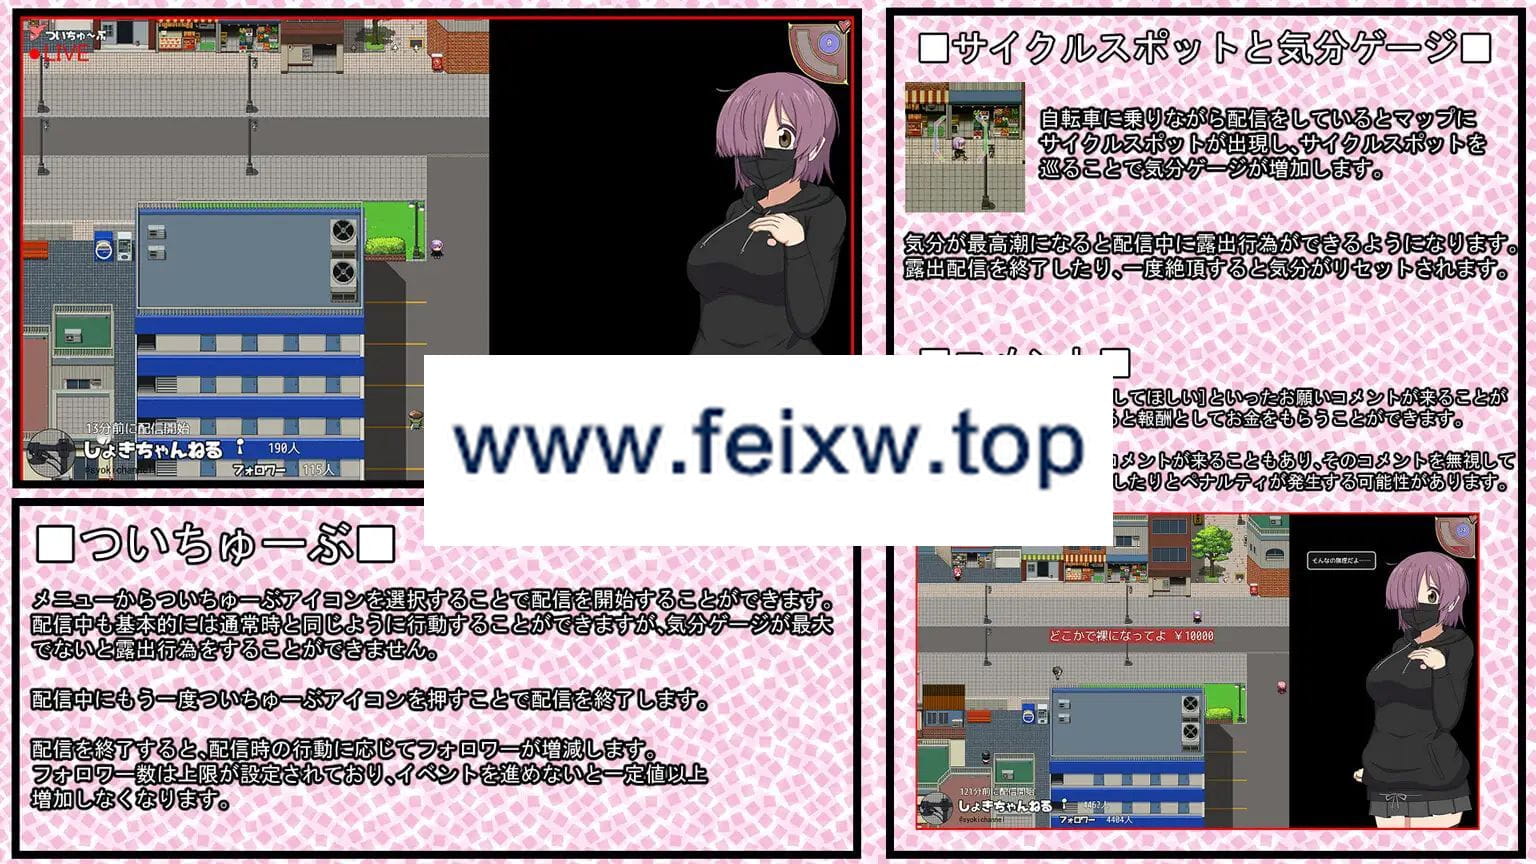 ついちゅ～ぶ
LIVE
13分前に配信開始
しょきちゃんねる 190人
@syokichannel フォロワー 115人
■ついちゅーぶ■
メニューからついちゅーぶアイコンを選択することで配信を開始することができます。
配信中も基本的には通常時と同じように行動することができますが、気分ゲージが最大
でないと露出行為をすることができません。
配信中にもう一度ついちゅーぶアイコンを押すことで配信を終了します。
配信を終了すると、配信時の行動に応じてフォロワーが増減します。
フォロワー数は上限が設定されており、イベントを進めないと一定値以上
増加しなくなります。
www.feixw.top
■サイクルスポットと気分ゲージ■
自転車に乗りながら配信をしているとマップに
サイクルスポットが出現し、サイクルスポットを
巡ることで気分ゲージが増加します。
気分が最高潮になると配信中に露出行為ができるようになります。
露出配信を終了したり、一度絶頂すると気分がリセットされます。
してほしい]といったお願いコメントが来ることが
と報酬としてお金をもらうことができます。
コメントが来ることもあり、そのコメントを無視して
したりとペナルティが発生する可能性があります。
そんなの無理だよ……
どこかで裸になってよ ￥10000
121分前に配信開始
しょきちゃんねる 4462人
@syokichannel フォロワー 4404人